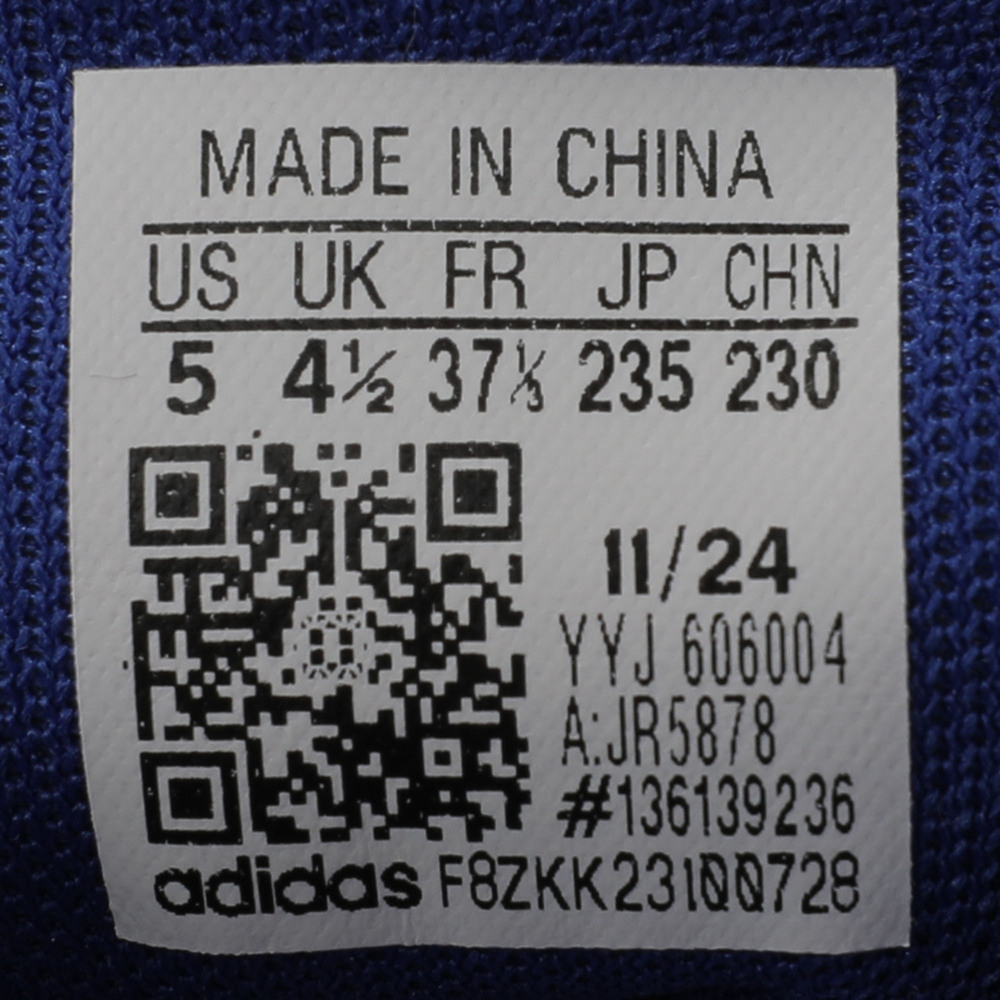 MADE IN CHINA
US UK FR JP CHN
5 4½ 37⅓ 235 230
11/24
YYJ 606004
A:JR5878
#136139236
adidas F8ZKK23100728